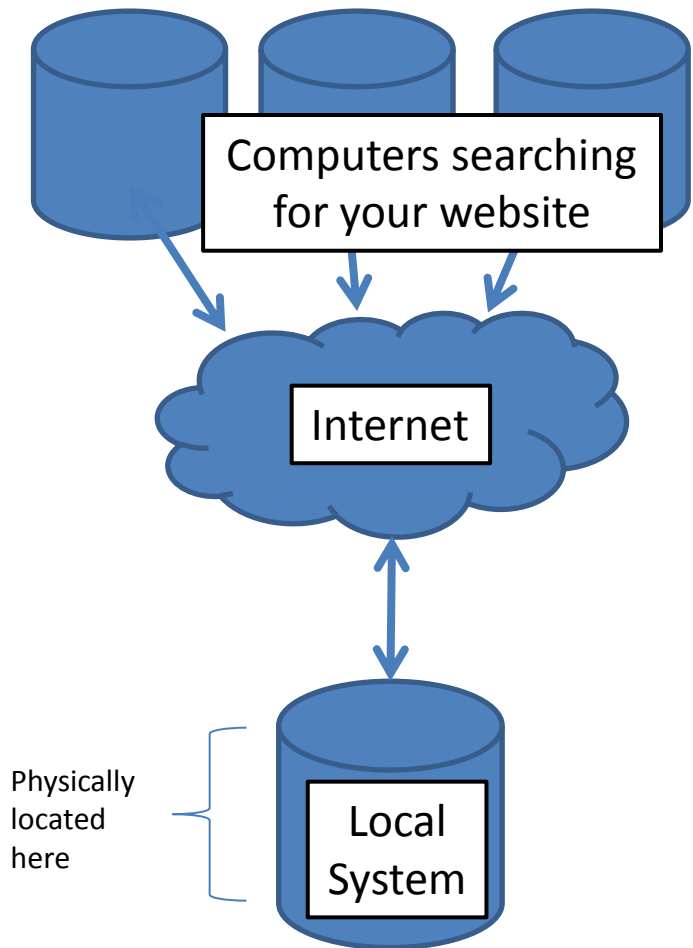 Computers searching
for your website
Internet
Physically
located
here
Local
System